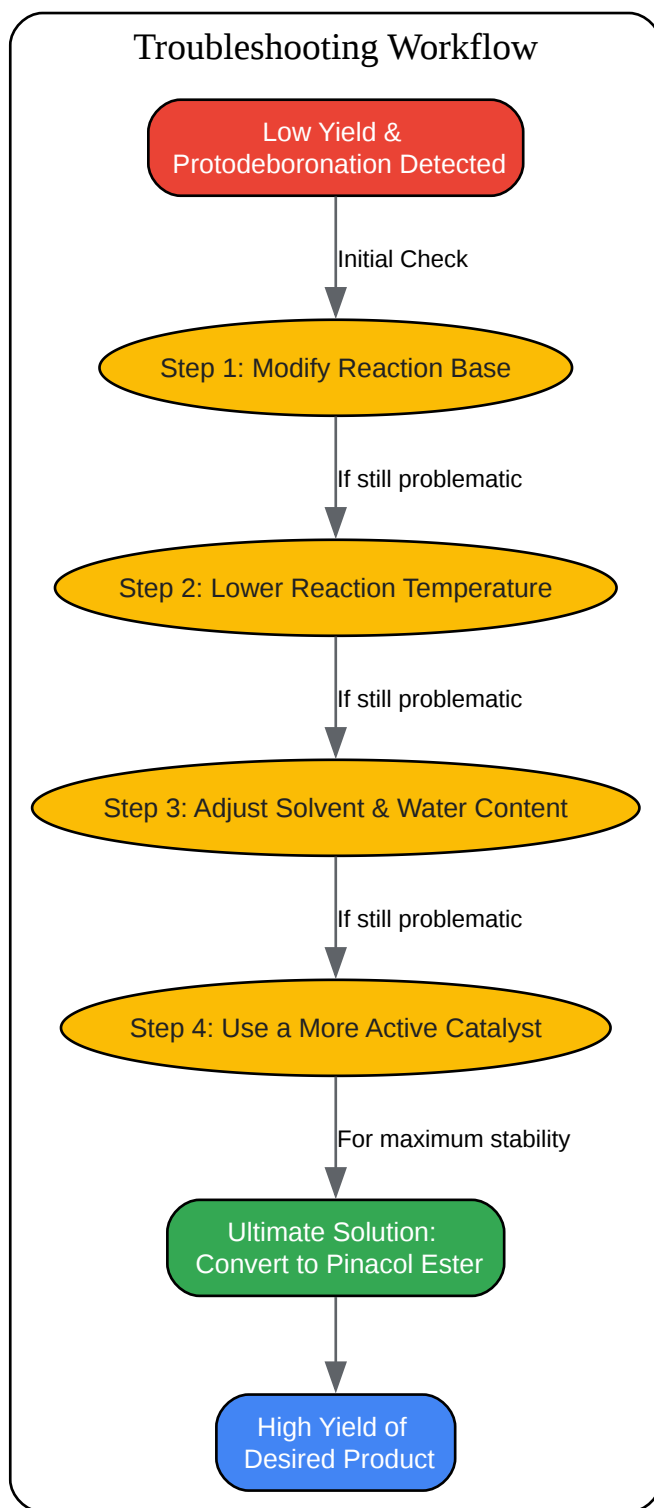 Troubleshooting Workflow
Low Yield &
Protodeboronation Detected
Initial Check
Step 1: Modify Reaction Base
If still problematic
Step 2: Lower Reaction Temperature
If still problematic
Step 3: Adjust Solvent & Water Content
If still problematic
Step 4: Use a More Active Catalyst
For maximum stability
Ultimate Solution:
Convert to Pinacol Ester
High Yield of
Desired Product